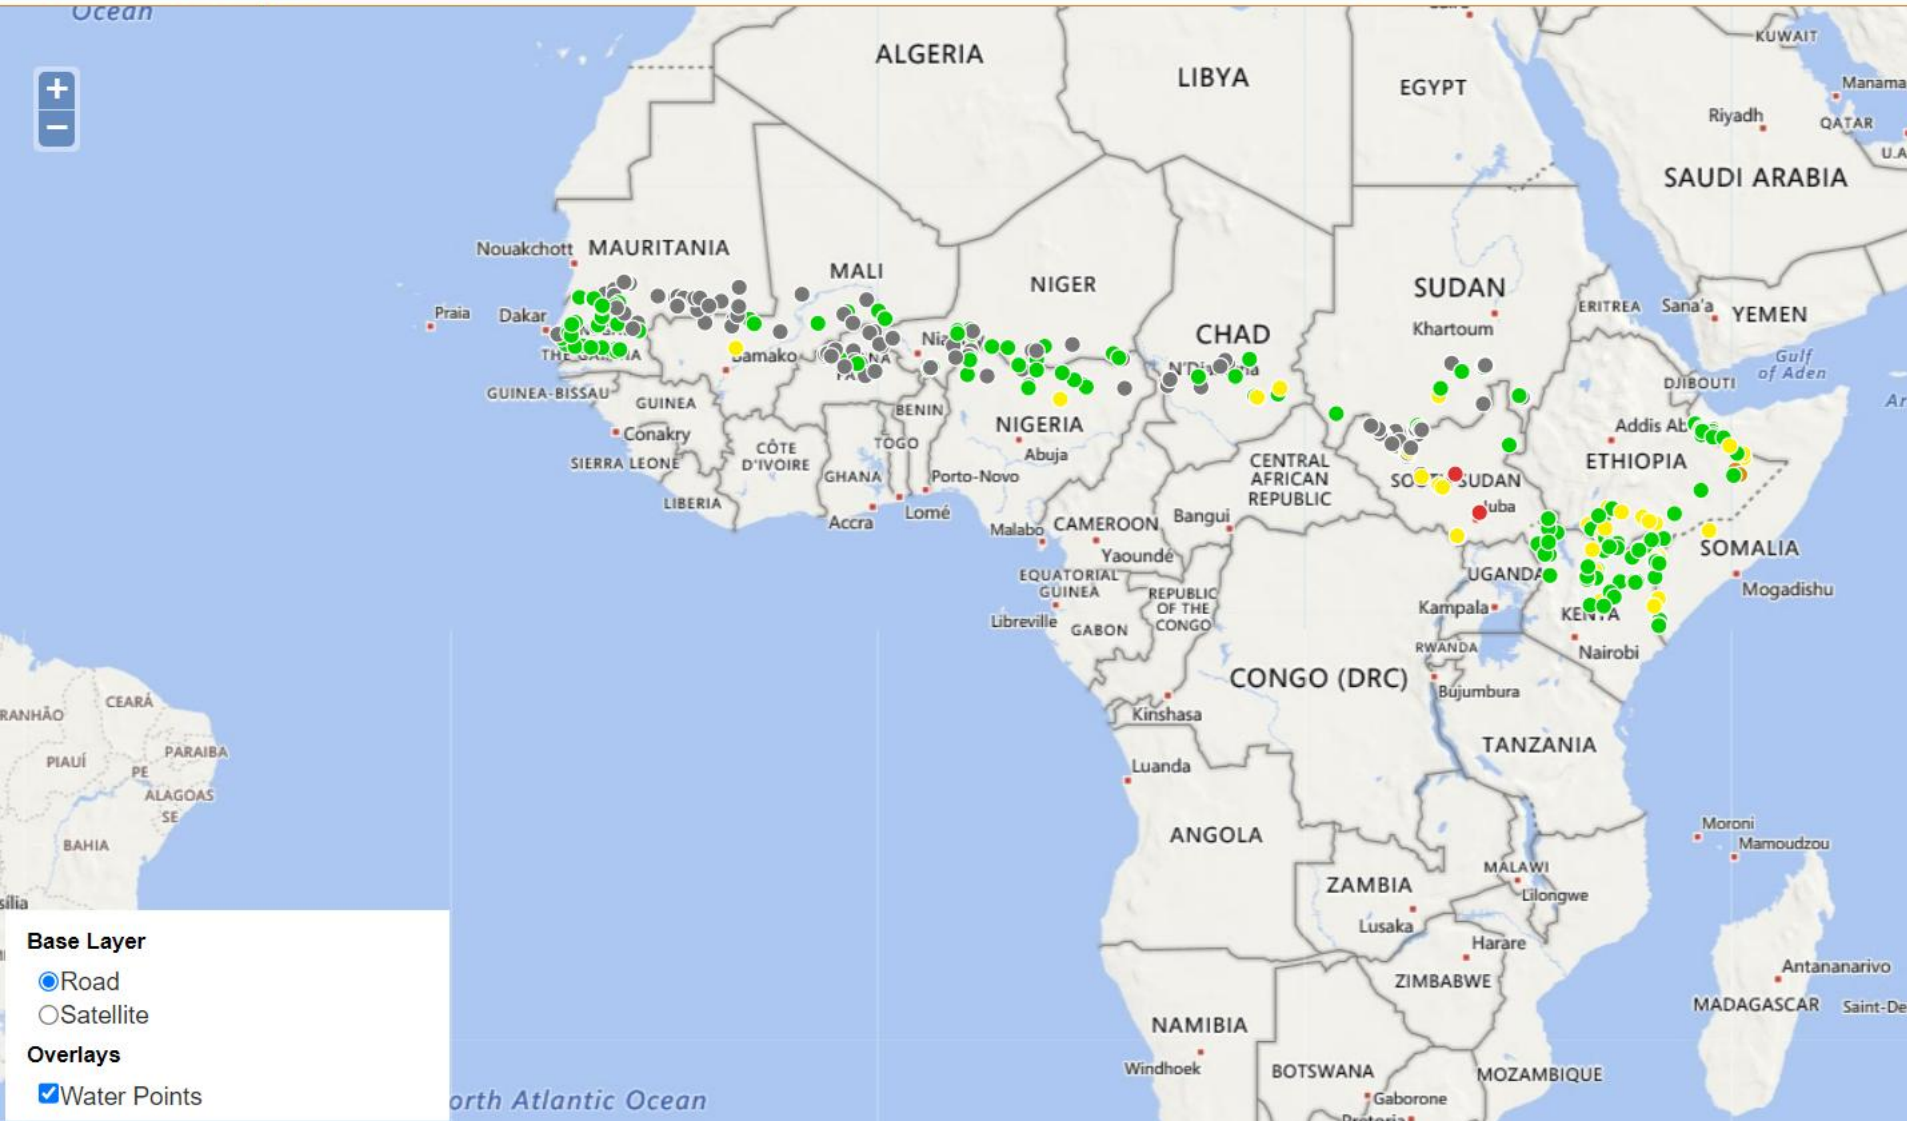 Ocean
ALGERIA
LIBYA
EGYPT
KUWAIT
Manama
Riyadh
QATAR
U.A
SAUDI ARABIA
Nouakchott
MAURITANIA
MALI
NIGER
CHAD
SUDAN
Khartoum
ERITREA
Sana'a
YEMEN
Praia
Dakar
Bamako
Gulf
of Aden
DJIBOUTI
GUINEA-BISSAU
GUINEA
BENIN
NIGERIA
Abuja
Addis Ab
ETHIOPIA
Conakry
SIERRA LEONE
CÔTE
D'IVOIRE
TOGO
GHANA
Porto-Novo
LIBERIA
Accra
Lomé
CENTRAL
AFRICAN
REPUBLIC
SUDAN
Juba
Malabo
CAMEROON
Bangui
Yaoundé
EQUATORIAL
GUINEA
REPUBLIC
OF THE
CONGO
Libreville
GABON
UGANDA
Kampala
KENYA
SOMALIA
Mogadishu
RWANDA
Nairobi
CONGO (DRC)
Bujumbura
Kinshasa
TANZANIA
CEARÁ
RANHÃO
PARAIBA
PIAUÍ
PE
ALAGOAS
SE
BAHIA
Luanda
ANGOLA
Moroni
Mamoudzou
MALAWI
Lilongwe
ZAMBIA
Lusaka
Harare
ZIMBABWE
Antananarivo
MADAGASCAR
Saint-De
NAMIBIA
Windhoek
BOTSWANA
MOZAMBIQUE
Gaborone
Pretoria
orth Atlantic Ocean
Base Layer
Road
Satellite
Overlays
Water Points